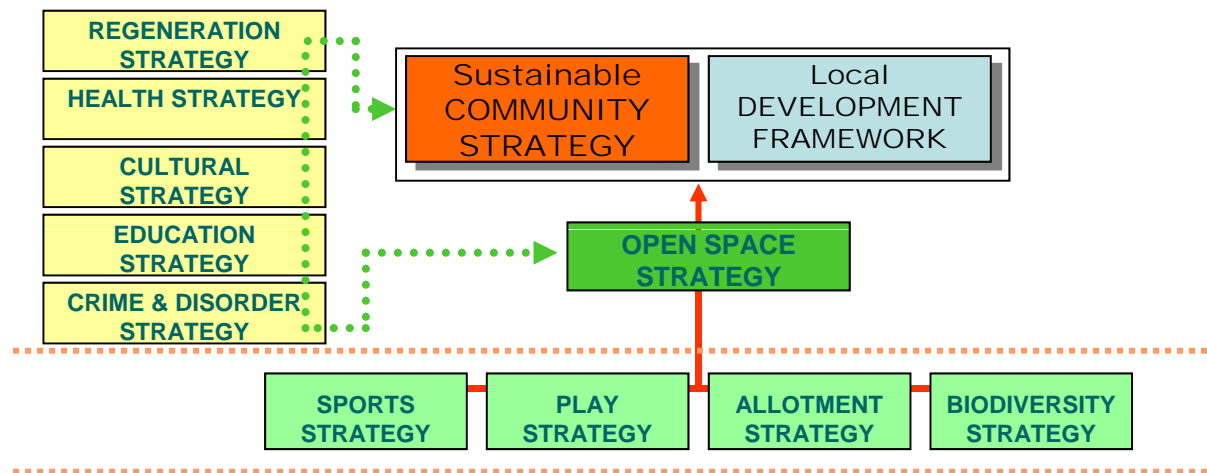 REGENERATION
STRATEGY
HEALTH STRATEGY
CULTURAL
STRATEGY
EDUCATION
STRATEGY
CRIME & DISORDER
STRATEGY
Sustainable
COMMUNITY
STRATEGY
Local
DEVELOPMENT
FRAMEWORK
OPEN SPACE
STRATEGY
SPORTS
STRATEGY
PLAY
STRATEGY
ALLOTMENT
STRATEGY
BIODIVERSITY
STRATEGY